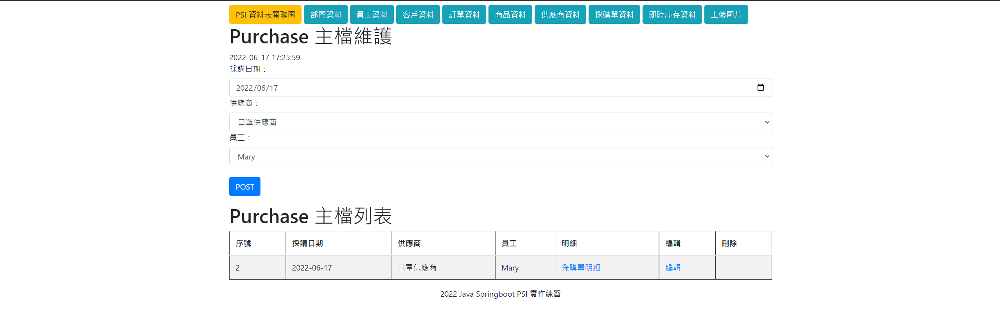 PSI 資料表關聯圖 部門資料 員工資料 客戶資料 訂單資料 商品資料 供應商資料 採購單資料 即時庫存資料 上傳圖片
Purchase 主檔維護
2022-06-17 17:25:59
採購日期：
2022/06/17
供應商：
口罩供應商
員工：
Mary
POST
Purchase 主檔列表
序號 採購日期 供應商 員工 明細 編輯 刪除
2 2022-06-17 口罩供應商 Mary 採購單明細 編輯
2022 Java Springboot PSI 實作練習